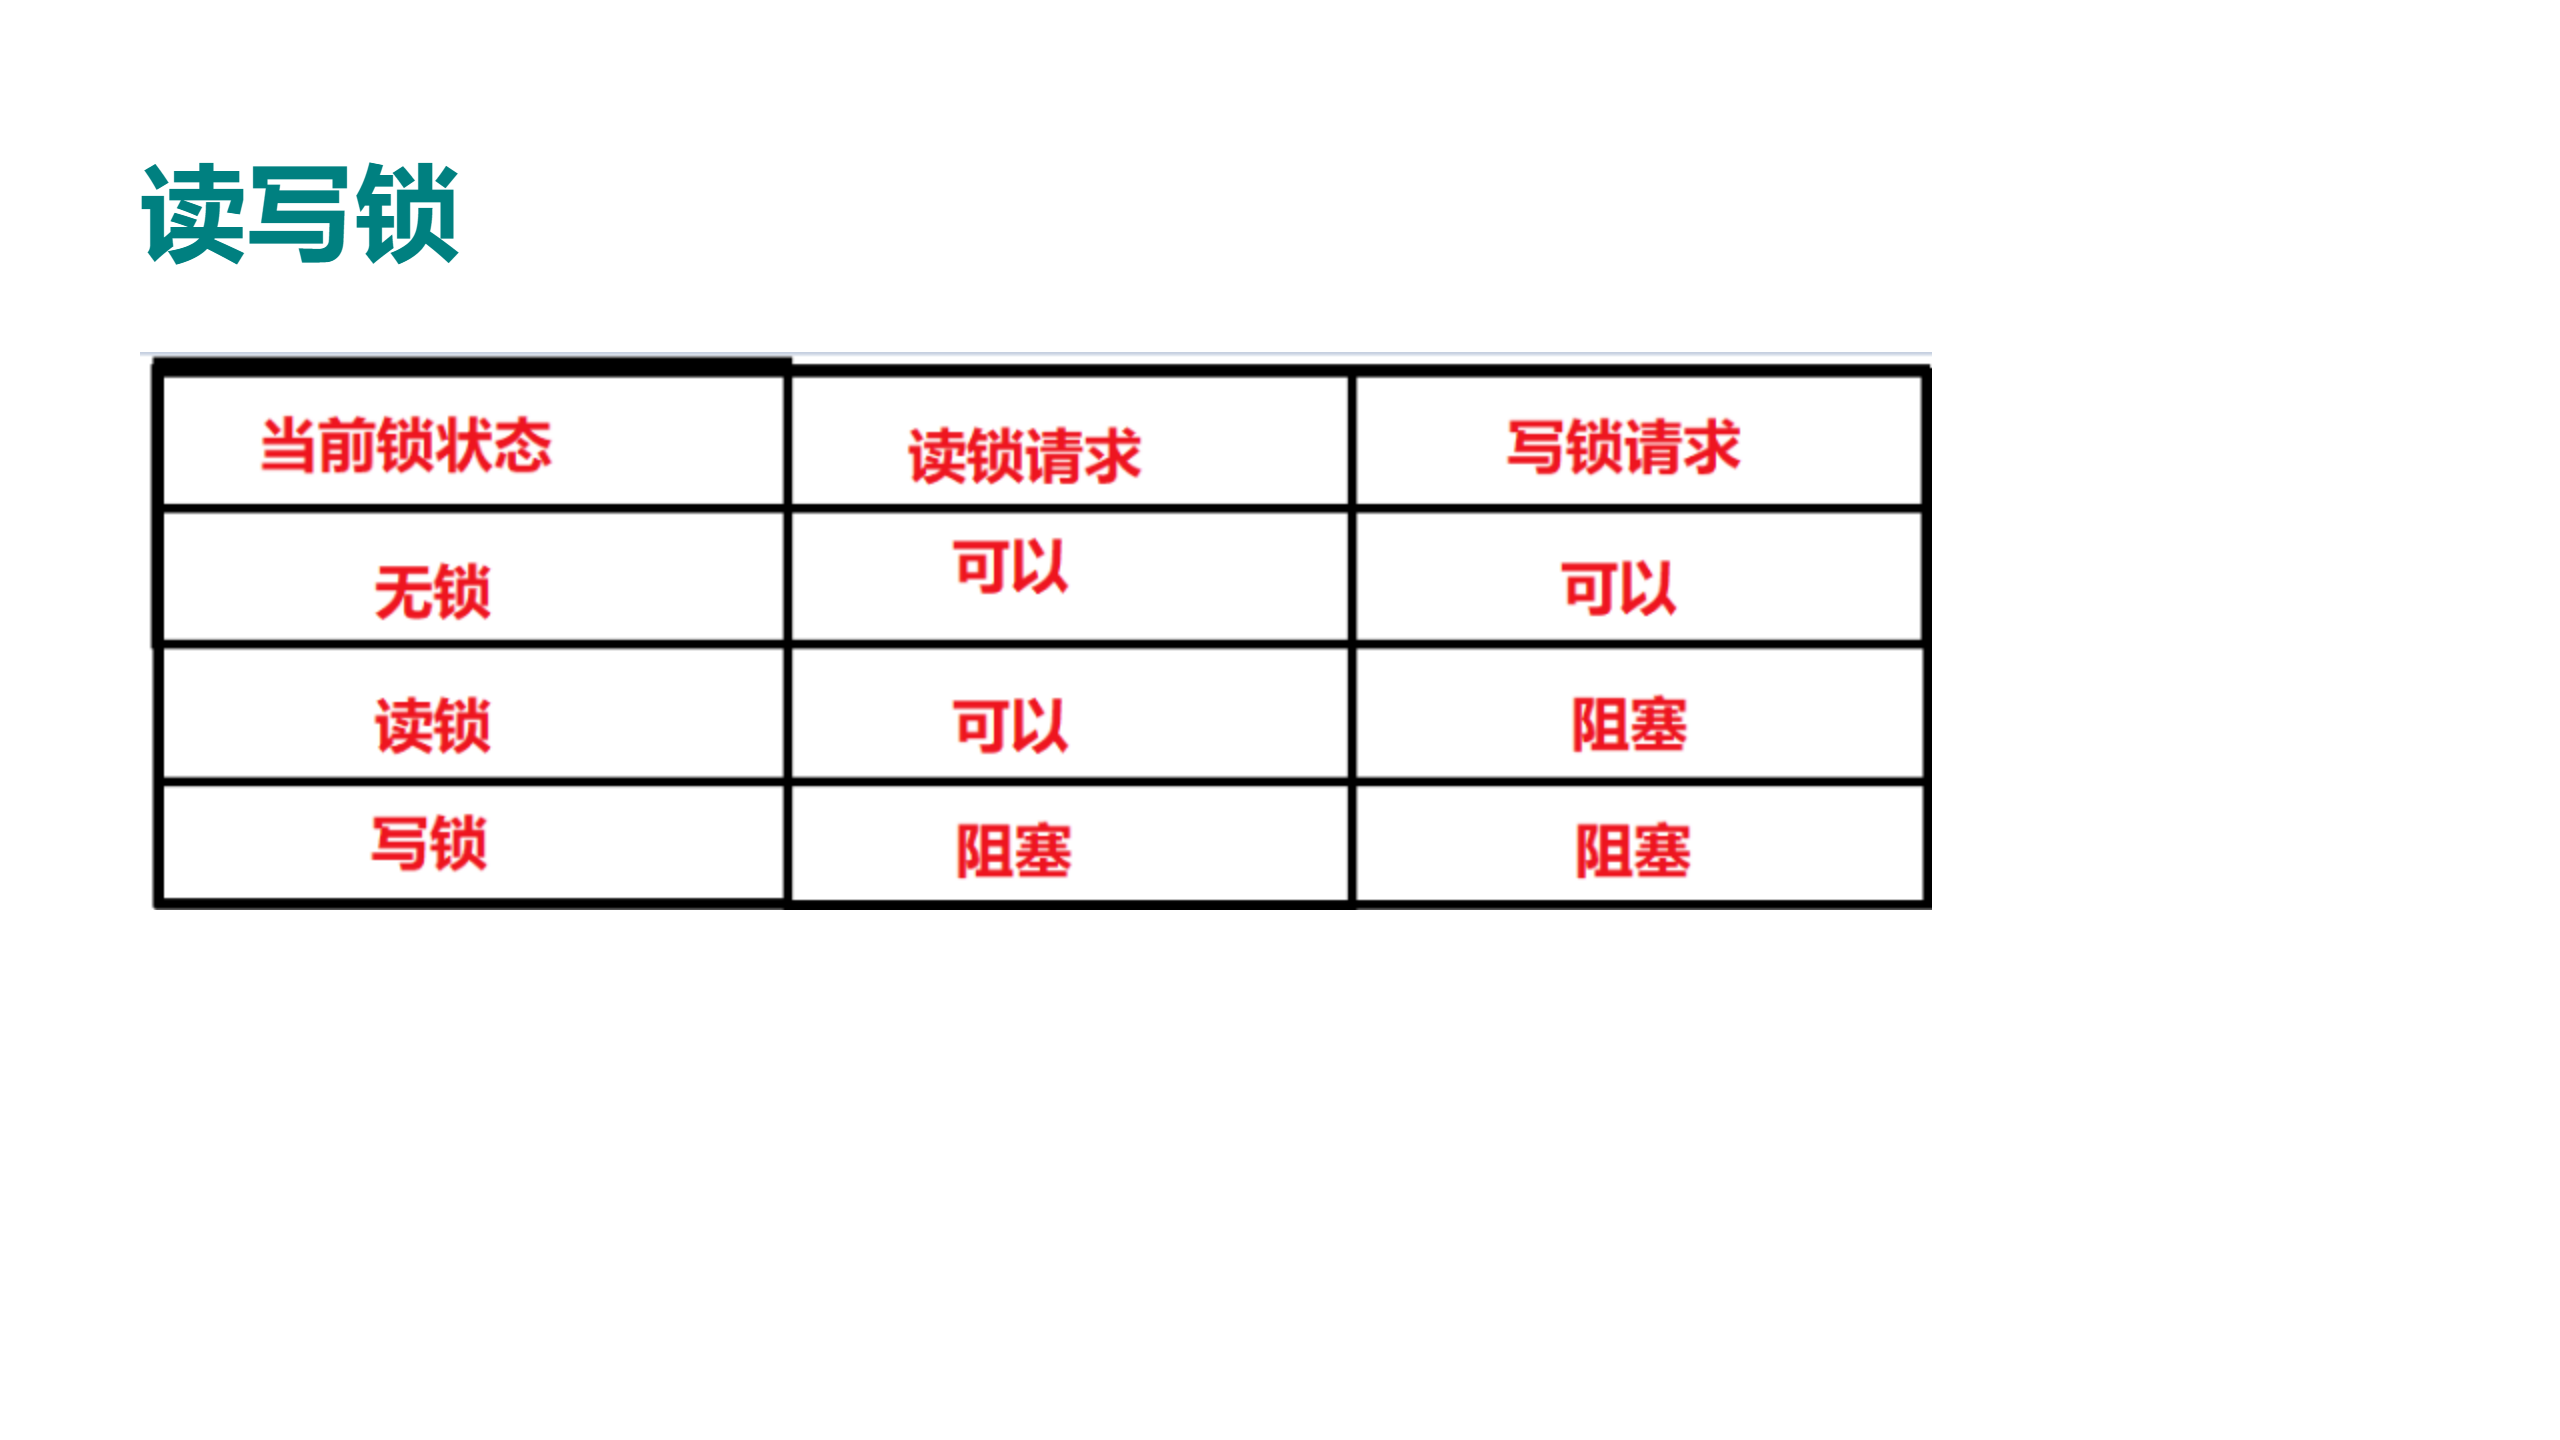 读写锁
当前锁状态 读锁请求 写锁请求
无锁 可以 可以
读锁 可以 阻塞
写锁 阻塞 阻塞